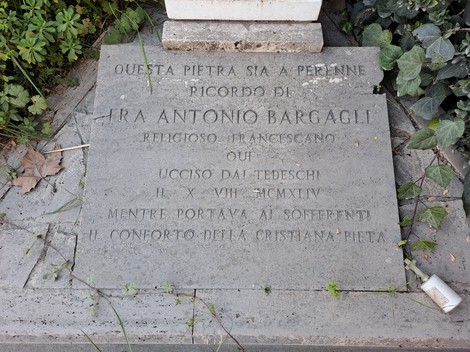 QUESTA PIETRA SIA A PERENNE
RICORDO DI
FRA ANTONIO BARGAGLI
RELIGIOSO FRANCESCANO
QUI
UCCISO DAI TEDESCHI
IL X VIII MCMXLIV
MENTRE PORTAVA AI SOFFERENTI
IL CONFORTO DELLA CRISTIANA PIETÀ